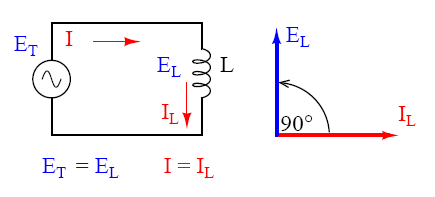 E_T I
E_L L
I_L
E_T = E_L I = I_L
E_L
90°
I_L